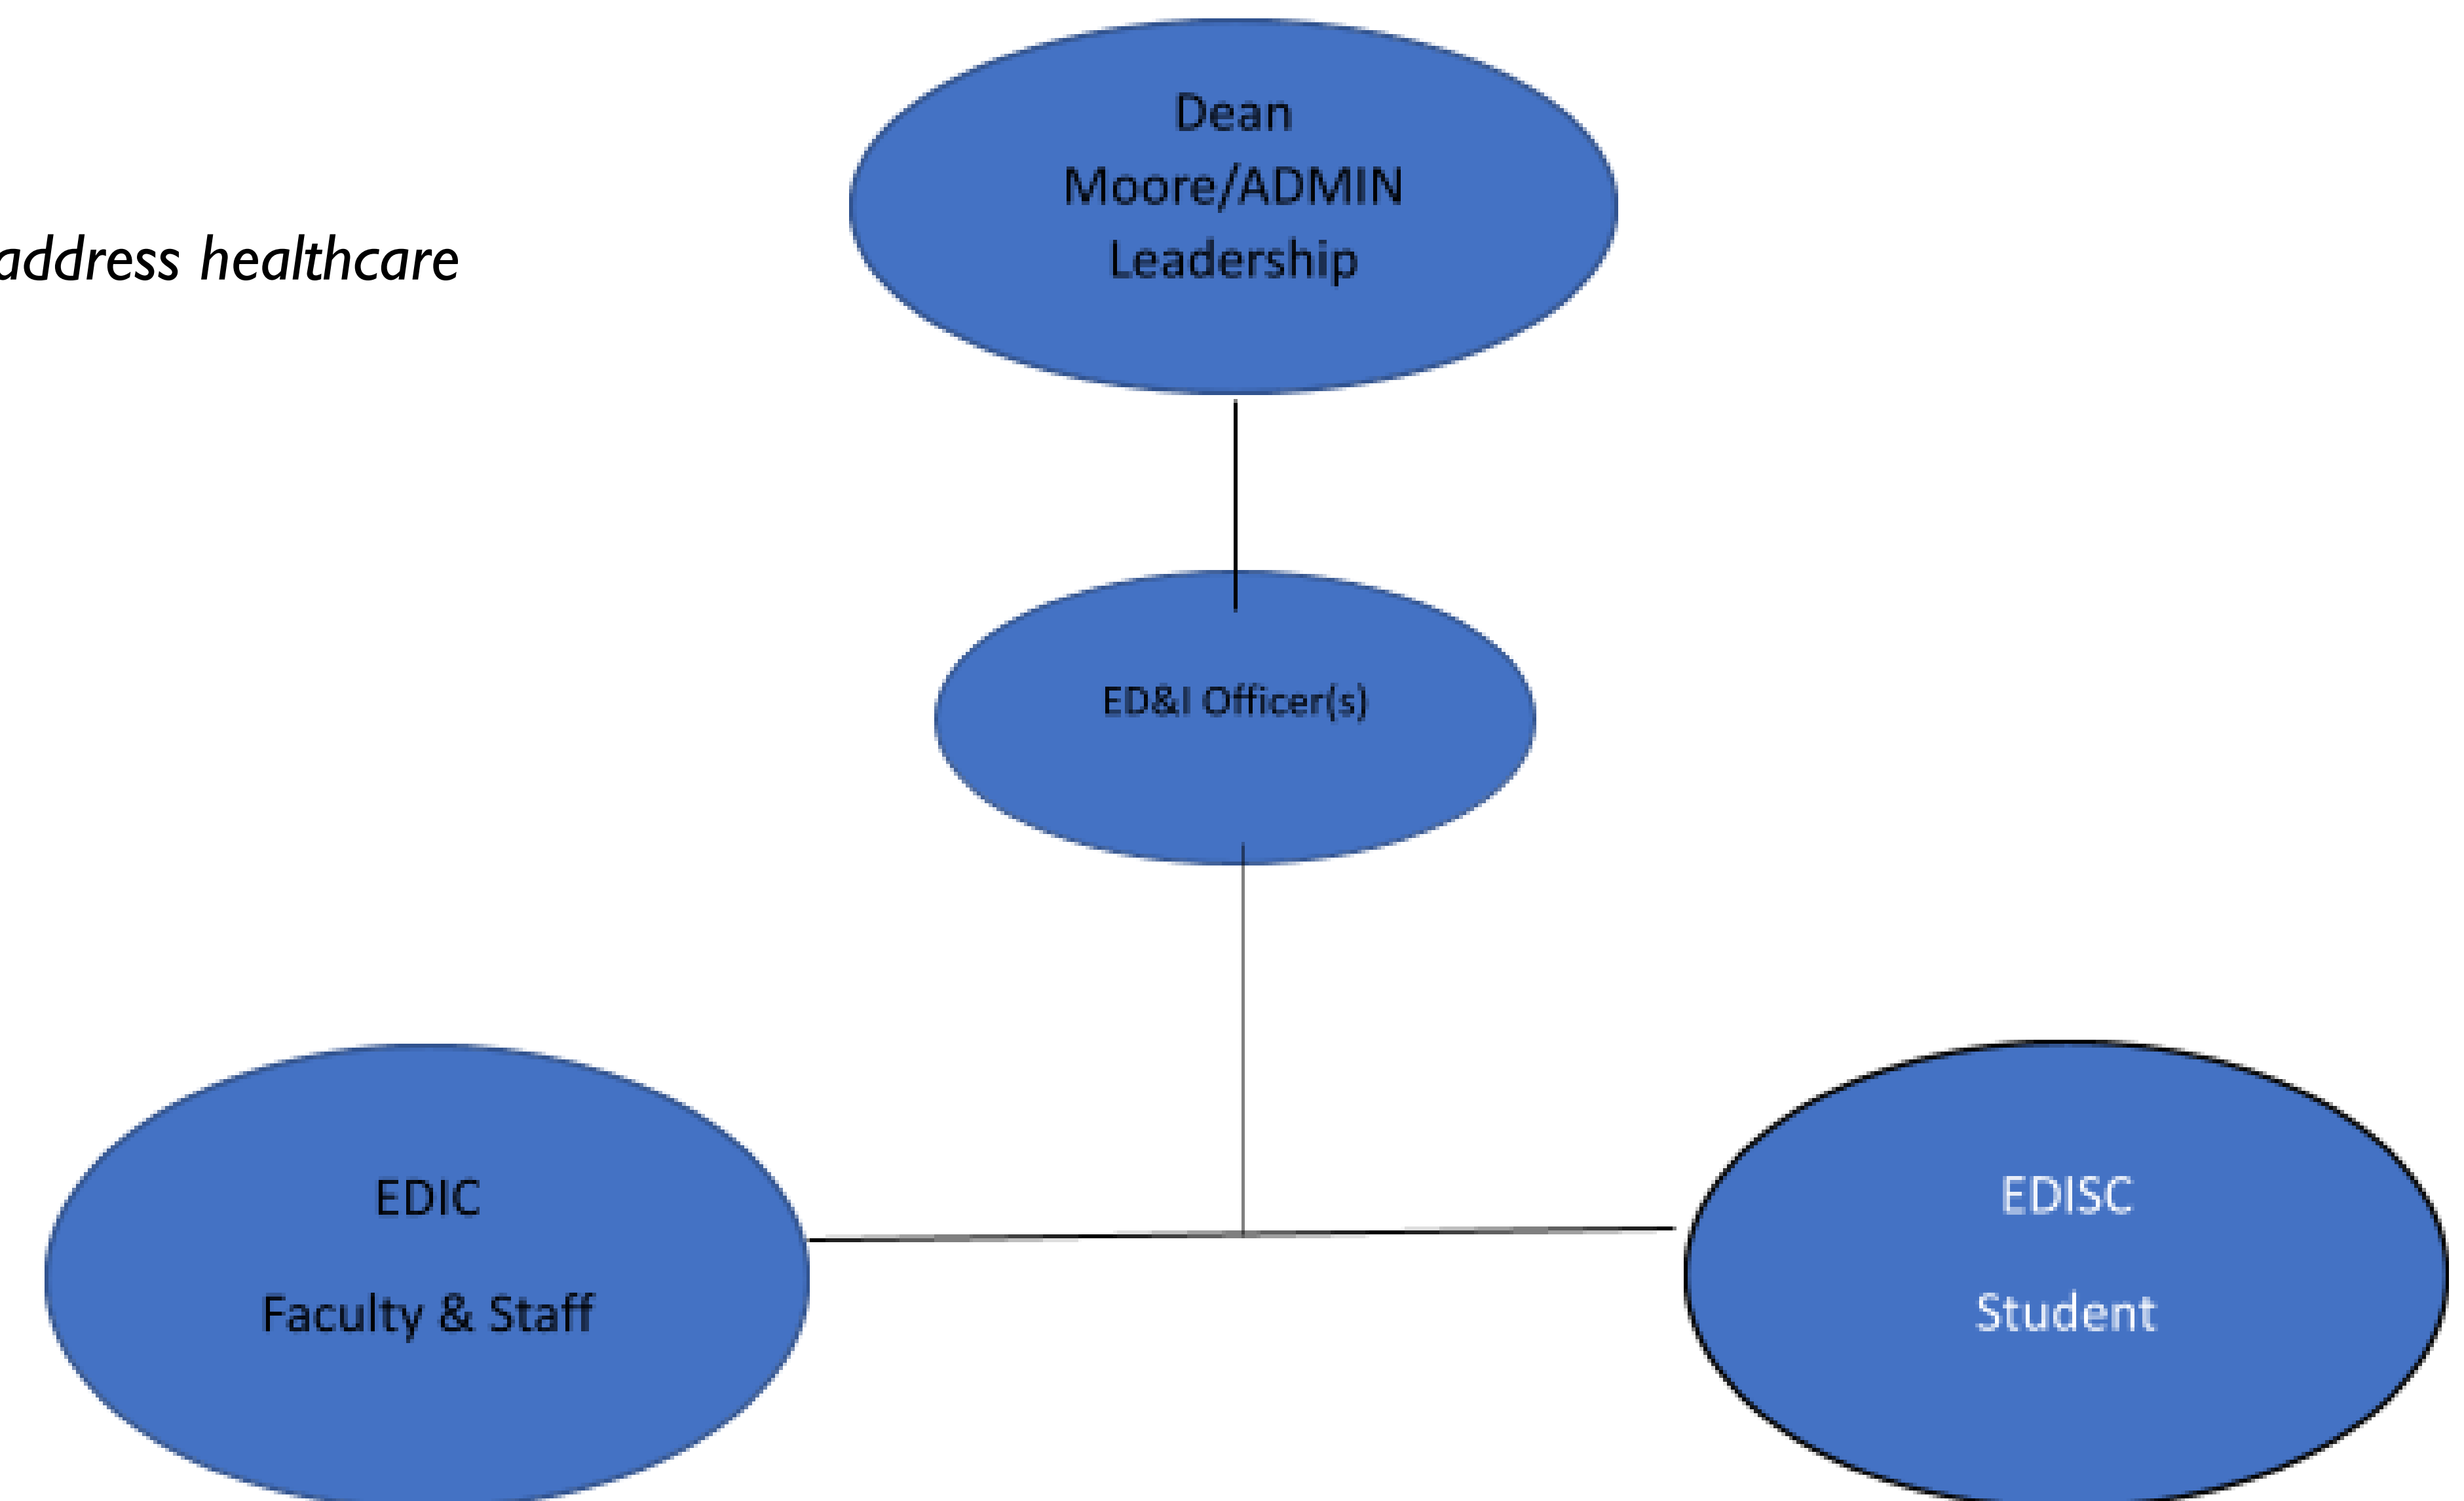 address healthcare
Dean
Moore/ADMIN
Leadership
ED&I Officer(s)
EDIC
Faculty & Staff
EDISC
Student